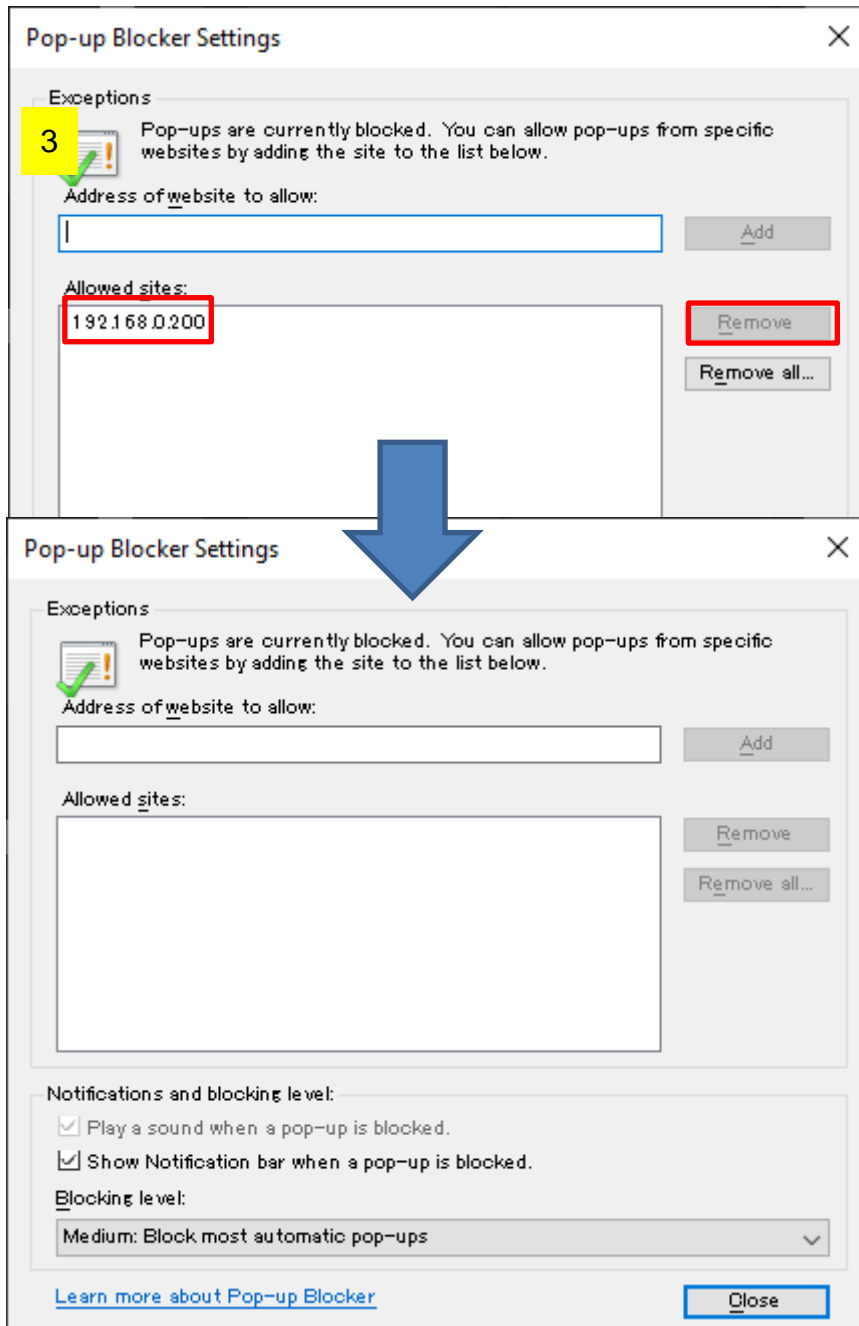 Pop-up Blocker Settings
Exceptions
3
Pop-ups are currently blocked. You can allow pop-ups from specific
websites by adding the site to the list below.
Address of website to allow:
Add
Allowed sites:
192.168.0.200
Remove
Remove all...
Pop-up Blocker Settings
Exceptions
Pop-ups are currently blocked. You can allow pop-ups from specific
websites by adding the site to the list below.
Address of website to allow:
Add
Allowed sites:
Remove
Remove all...
Notifications and blocking level:
Play a sound when a pop-up is blocked.
Show Notification bar when a pop-up is blocked.
Blocking level:
Medium: Block most automatic pop-ups
Learn more about Pop-up Blocker
Close